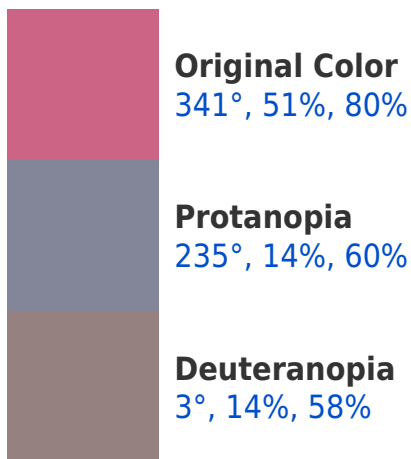 Original Color
341°, 51%, 80%
Protanopia
235°, 14%, 60%
Deuteranopia
3°, 14%, 58%